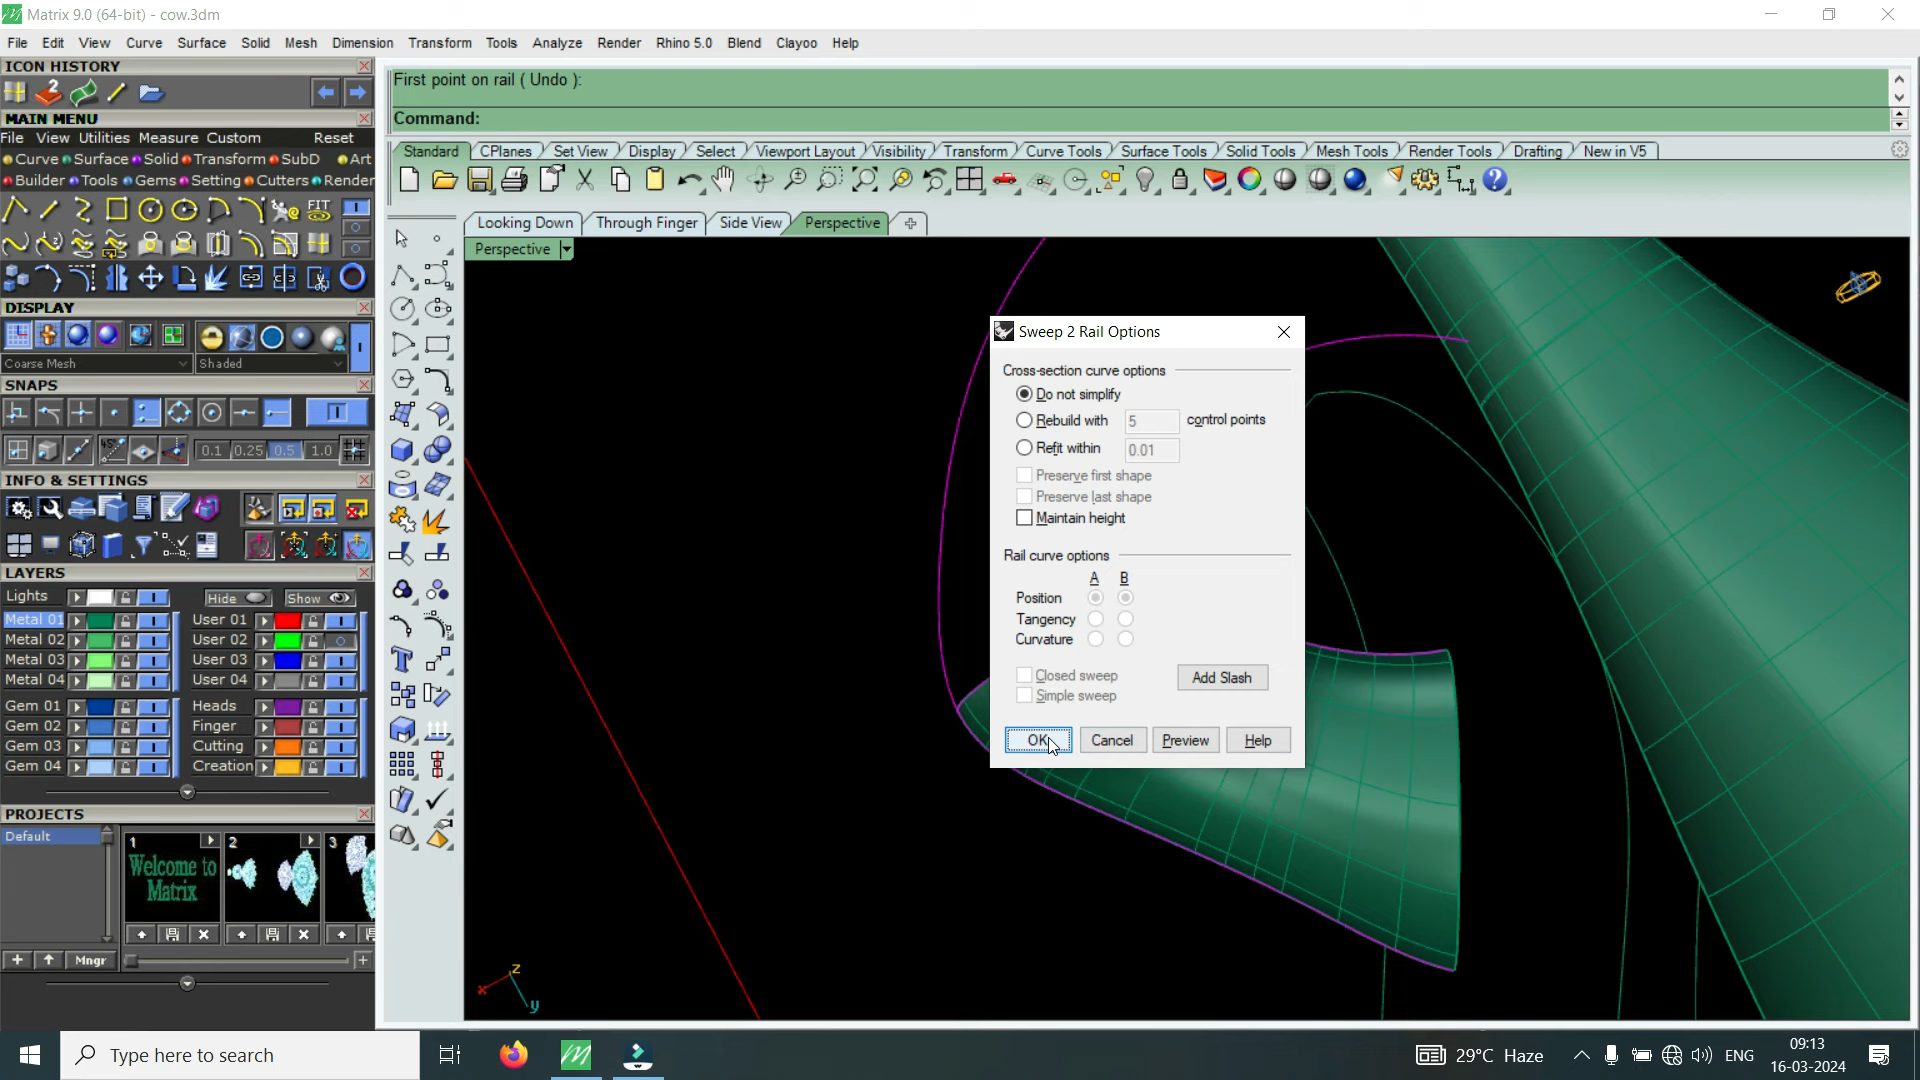 Matrix 9.0 (64-bit) - cow.3dm
File Edit View Curve Surface Solid Mesh Dimension Transform Tools Analyze Render Rhino 5.0 Blend Clayoo Help
ICON HISTORY
MAIN MENU
File View Utilities Measure Custom Reset
Curve Surface Solid Transform SubD Art
Builder Tools Gems Setting Cutters Render
FIT
DISPLAY
Coarse Mesh Shaded
SNAPS
0.1 0.25 0.5 1.0
INFO & SETTINGS
LAYERS
Lights Hide Show
Metal 01 User 01
Metal 02 User 02
Metal 03 User 03
Metal 04 User 04
Gem 01 Heads
Gem 02 Finger
Gem 03 Cutting
Gem 04 Creation
PROJECTS
Default
1 2 3
Welcome to
Matrix
Mngr
First point on rail ( Undo ):
Command:
Standard CPlanes Set View Display Select Viewport Layout Visibility Transform Curve Tools Surface Tools Solid Tools Mesh Tools Render Tools Drafting New in V5
Looking Down Through Finger Side View Perspective
Perspective
Sweep 2 Rail Options
Cross-section curve options
Do not simplify
Rebuild with 5 control points
Refit within 0.01
Preserve first shape
Preserve last shape
Maintain height
Rail curve options
A B
Position
Tangency
Curvature
Closed sweep
Add Slash
Simple sweep
OK Cancel Preview Help
z
x
y
Type here to search
29°C Haze
ENG
09:13
16-03-2024